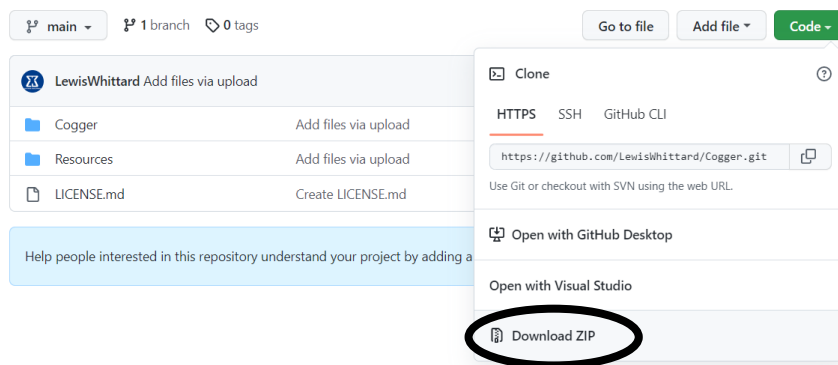 main 1 branch 0 tags Go to file Add file Code
LewisWhittard Add files via upload
Cogger Add files via upload
Resources Add files via upload
LICENSE.md Create LICENSE.md
Help people interested in this repository understand your project by adding a
Clone
HTTPS SSH GitHub CLI
https://github.com/LewisWhittard/Cogger.git
Use Git or checkout with SVN using the web URL.
Open with GitHub Desktop
Open with Visual Studio
Download ZIP